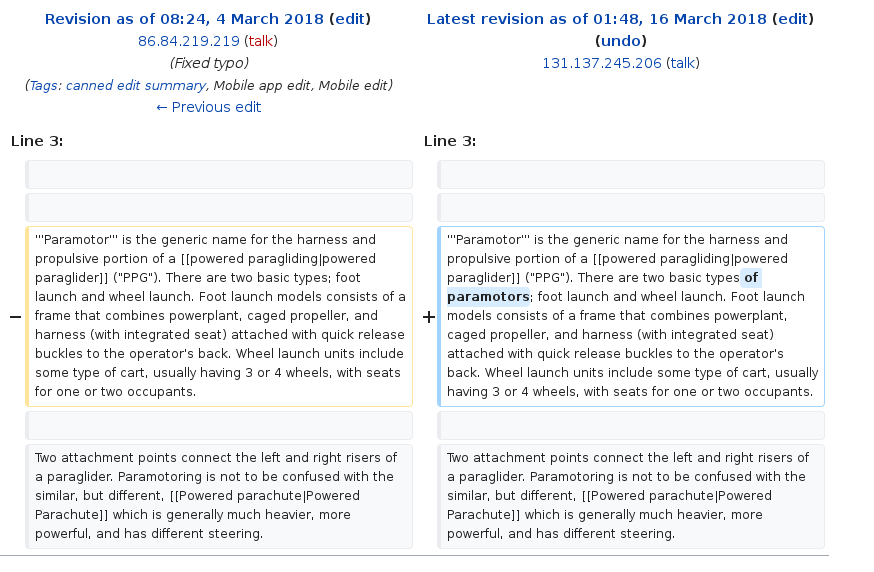 Revision as of 08:24, 4 March 2018 (edit)
86.84.219.219 (talk)
(Fixed typo)
(Tags: canned edit summary, Mobile app edit, Mobile edit)
← Previous edit
Latest revision as of 01:48, 16 March 2018 (edit)
(undo)
131.137.245.206 (talk)
Line 3:
Line 3:
−
'''Paramotor''' is the generic name for the harness and
propulsive portion of a [[powered paragliding|powered
paraglider]] ("PPG"). There are two basic types; foot
launch and wheel launch. Foot launch models consists of a
frame that combines powerplant, caged propeller, and
harness (with integrated seat) attached with quick release
buckles to the operator's back. Wheel launch units include
some type of cart, usually having 3 or 4 wheels, with seats
for one or two occupants.
+
'''Paramotor''' is the generic name for the harness and
propulsive portion of a [[powered paragliding|powered
paraglider]] ("PPG"). There are two basic types of
paramotors; foot launch and wheel launch. Foot launch
models consists of a frame that combines powerplant,
caged propeller, and harness (with integrated seat)
attached with quick release buckles to the operator's
back. Wheel launch units include some type of cart, usually
having 3 or 4 wheels, with seats for one or two occupants.
Two attachment points connect the left and right risers of
a paraglider. Paramotoring is not to be confused with the
similar, but different, [[Powered parachute|Powered
Parachute]] which is generally much heavier, more
powerful, and has different steering.
Two attachment points connect the left and right risers of
a paraglider. Paramotoring is not to be confused with the
similar, but different, [[Powered parachute|Powered
Parachute]] which is generally much heavier, more
powerful, and has different steering.